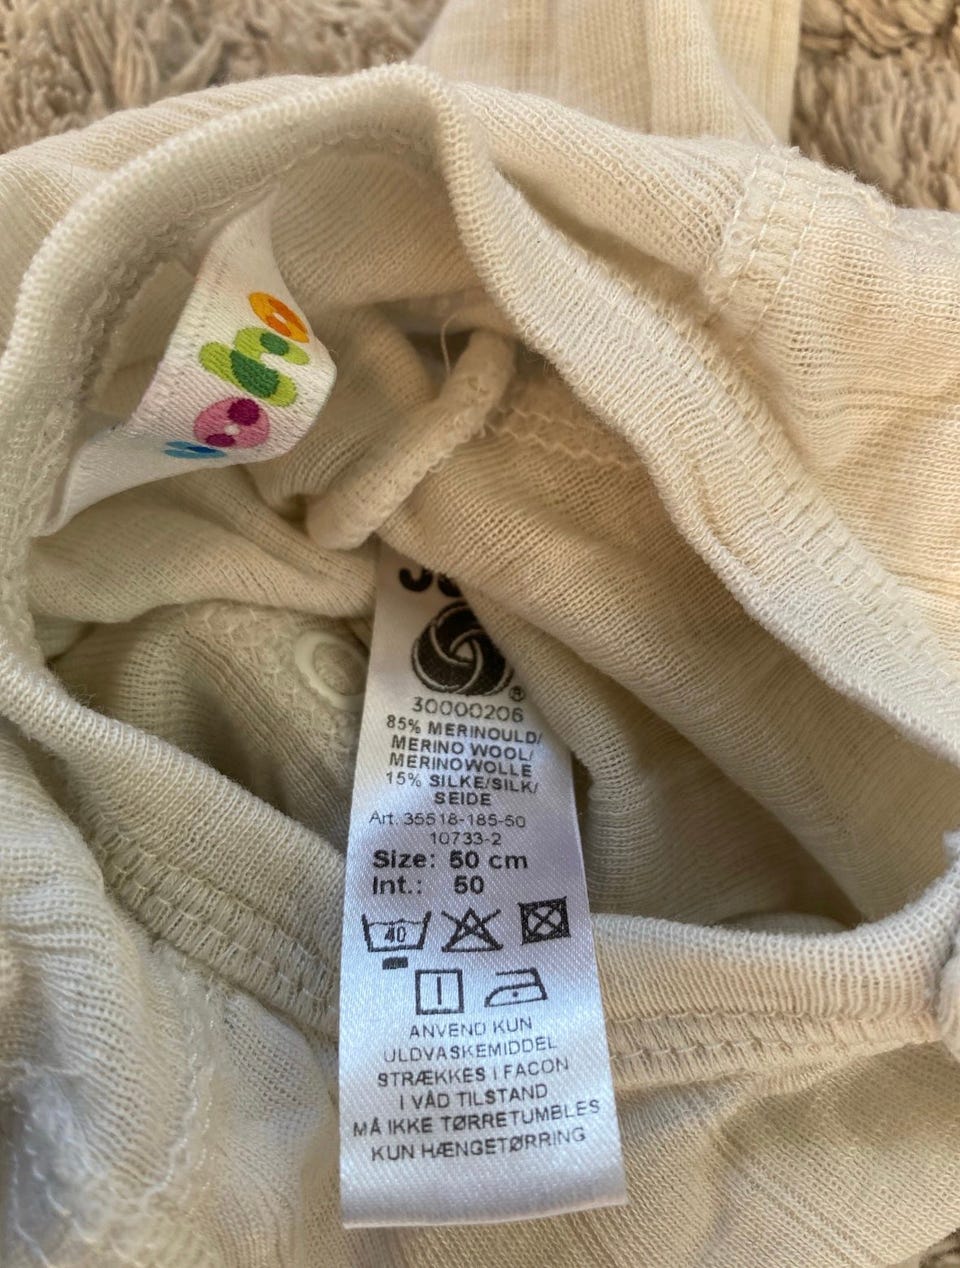 ®
30000206
85% MERINOULD/
MERINO WOOL/
MERINOWOLLE
15% SILKE/SILK/
SEIDE
Art. 35518-185-50
10733-2
Size: 50 cm
Int.: 50
40
ANVEND KUN
ULDVASKEMIDDEL
STRÆKKES I FACON
I VÅD TILSTAND
MÅ IKKE TØRRETUMBLES
KUN HÆNGETØRRING